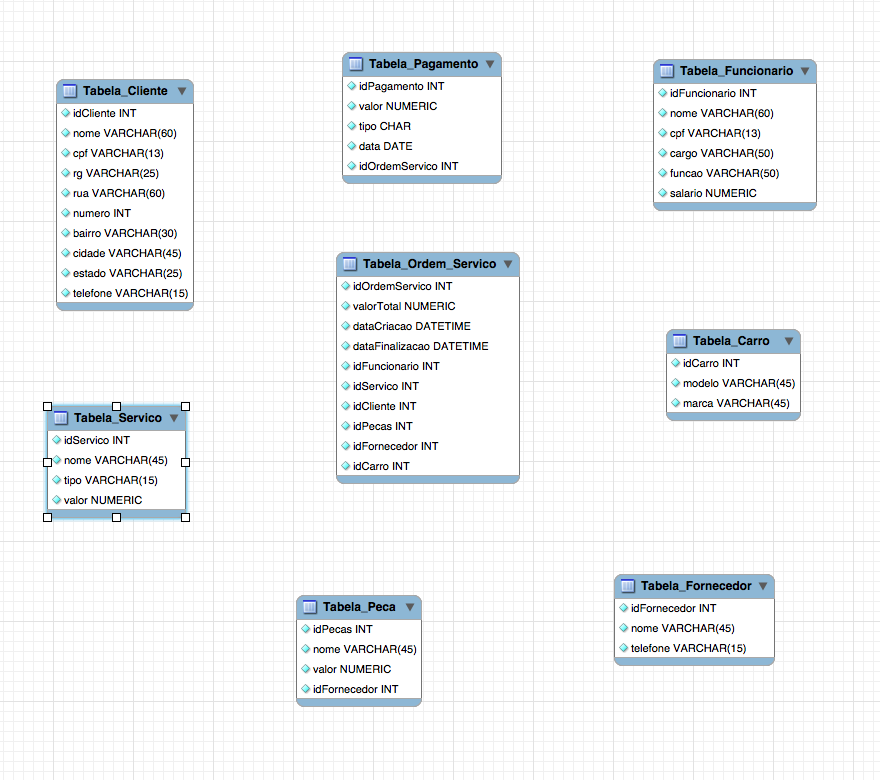 Tabela_Cliente
idCliente INT
nome VARCHAR(60)
cpf VARCHAR(13)
rg VARCHAR(25)
rua VARCHAR(60)
numero INT
bairro VARCHAR(30)
cidade VARCHAR(45)
estado VARCHAR(25)
telefone VARCHAR(15)
Tabela_Pagamento
idPagamento INT
valor NUMERIC
tipo CHAR
data DATE
idOrdemServico INT
Tabela_Funcionario
idFuncionario INT
nome VARCHAR(60)
cpf VARCHAR(13)
cargo VARCHAR(50)
funcao VARCHAR(50)
salario NUMERIC
Tabela_Ordem_Servico
idOrdemServico INT
valorTotal NUMERIC
dataCriacao DATETIME
dataFinalizacao DATETIME
idFuncionario INT
idServico INT
idCliente INT
idPecas INT
idFornecedor INT
idCarro INT
Tabela_Carro
idCarro INT
modelo VARCHAR(45)
marca VARCHAR(45)
Tabela_Servico
idServico INT
nome VARCHAR(45)
tipo VARCHAR(15)
valor NUMERIC
Tabela_Peca
idPecas INT
nome VARCHAR(45)
valor NUMERIC
idFornecedor INT
Tabela_Fornecedor
idFornecedor INT
nome VARCHAR(45)
telefone VARCHAR(15)